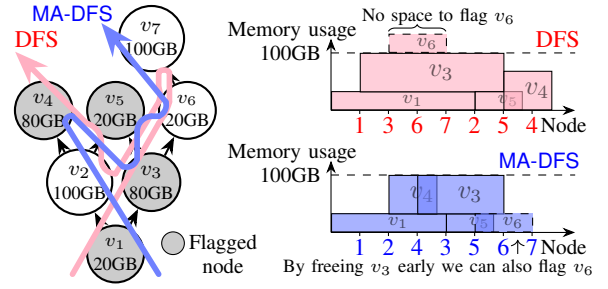 MA-DFS
DFS
v7
100GB
v4
80GB
v5
20GB
v6
20GB
v2
100GB
v3
80GB
v1
20GB
Flagged
node
No space to flag v6
Memory usage
DFS
100GB
v6
v3
v1
v5
v4
1 3 6 7 2 5 4 Node
Memory usage
MA-DFS
100GB
v4
v3
v1
v5
v6
1 2 4 3 5 6↑7 Node
By freeing v3 early we can also flag v6